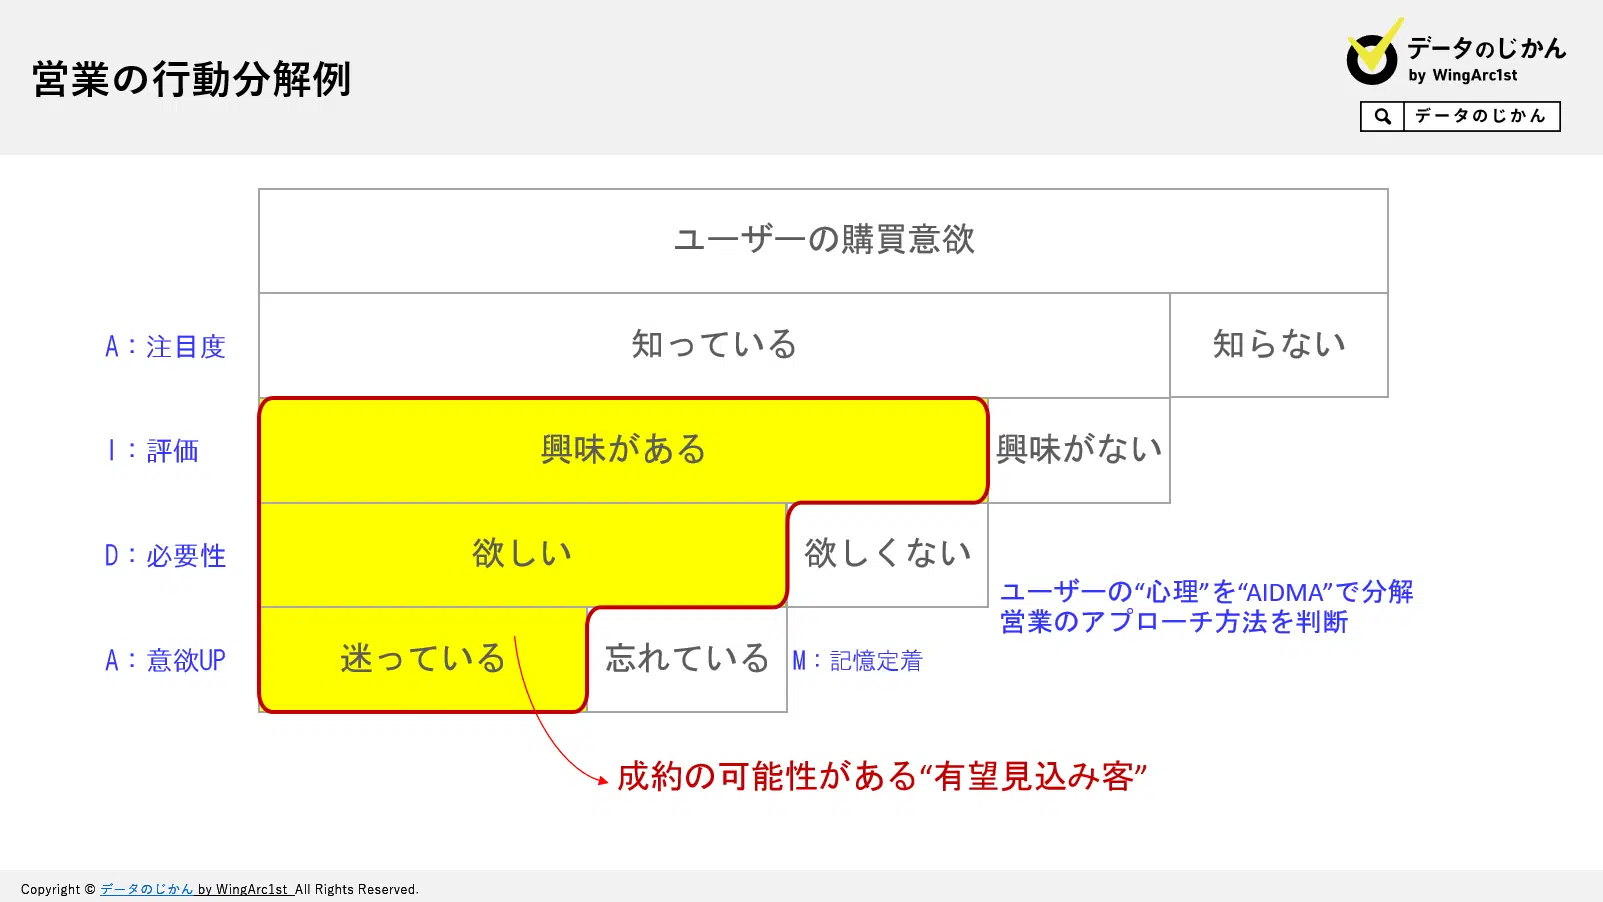 営業の行動分解例
データのじかん
by WingArc1st
データのじかん
ユーザーの購買意欲
A：注目度
知っている
知らない
I：評価
興味がある
興味がない
D：必要性
欲しい
欲しくない
ユーザーの“心理”を“AIDMA”で分解
営業のアプローチ方法を判断
A：意欲UP
迷っている
忘れている
M：記憶定着
成約の可能性がある“有望見込み客”
Copyright © データのじかん by WingArc1st All Rights Reserved.